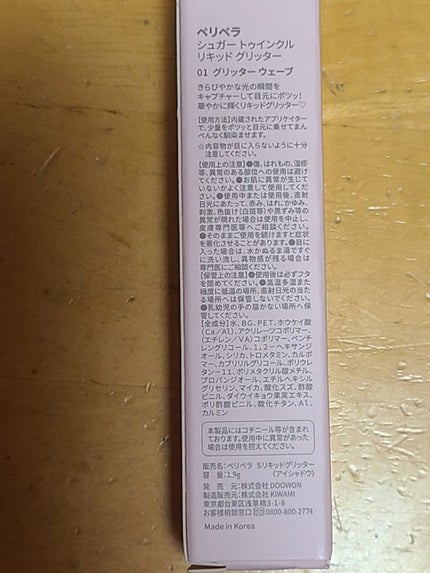 ペリペラ
シュガー トゥインクル
リキッド グリッター
01 グリッター ウェーブ
きらびやかな光の瞬間を
キャプチャーして目元にポツッ!
華やかに輝くリキッドグリッター♡
【使用方法】内蔵されたアプリケイター
で、少量をポツッと目元に乗せてまん
べんなく馴染ませます。
☆内容物が目に入らないように十分
注意してください。
【使用上の注意】●傷、はれもの、湿疹
等、異常のある部位への使用は避け
てください。●お肌に異常が生じて
いないかよく注意して使用してくだ
さい。●使用中または使用後、直射
日光にあたって、赤み、はれ、かゆみ、
刺激、色抜け(白斑等)や黒ずみ等の
異常が現れた場合は使用を中止し、
皮膚専門医等へご相談ください。
●そのままご使用を続けますと症状
を悪化させることがあります。●目に
入った場合は、水かぬるま湯ですぐ
に洗い流し、異物感が残る場合は
専門医にご相談ください。
【保管上の注意】●使用後は必ずフタ
を閉めてください。●高温多湿また
極度に低温の場所、直射日光の当た
る場所へは保管しないでください。
●乳幼児の手の届かない場所へ保
管してください。
【全成分】水、BG、PET、ホウケイ酸
(Ca/Al)、アクリレーツコポリマー、
(エチレン/VA)コポリマー、ペンチ
レングリコール、1,2-ヘキサンジ
オール、シリカ、トロメタミン、カルボ
マー、カプリリルグリコール、ポリウレ
タン-11、ポリメタクリル酸メチル、
プロパンジオール、エチルヘキシル
グリセリン、マイカ、酸化スズ、酢酸
ビニル、ダイウイキョウ果実エキス、
ポリ酢酸ビニル、酸化チタン、Al、
カルミン
本製品にはコチニール等が含まれ
ております。使用中に異常があった
場合は使用を控えてください。
販売名:ペリペラ Sリキッドグリッター
容 量:1.9g 〈アイシャドウ〉
発 売 元:株式会社 DOOWON
製造販売元:株式会社 KIWAMI
東京都台東区浅草橋3-1-8
お客様相談窓口 0800-800-2774
Made in Korea